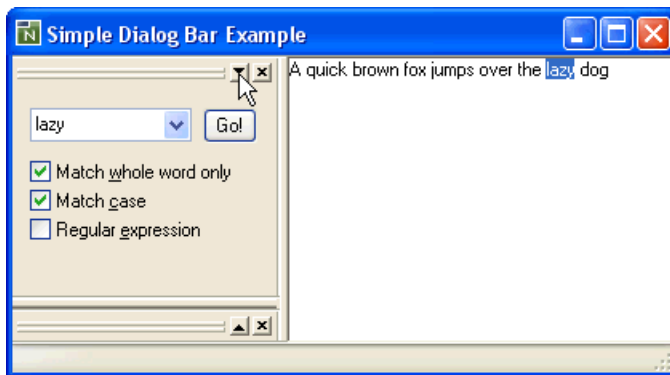 Simple Dialog Bar Example
A quick brown fox jumps over the lazy dog
lazy
Go!
Match whole word only
Match case
Regular expression